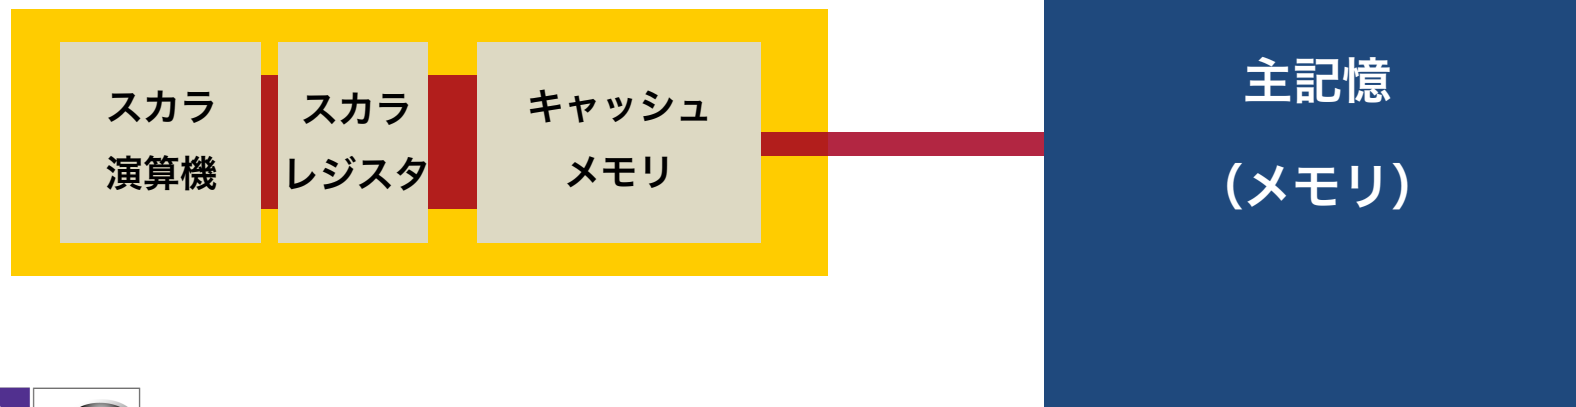 スカラ
演算機
スカラ
レジスタ
キャッシュ
メモリ
主記憶
（メモリ）